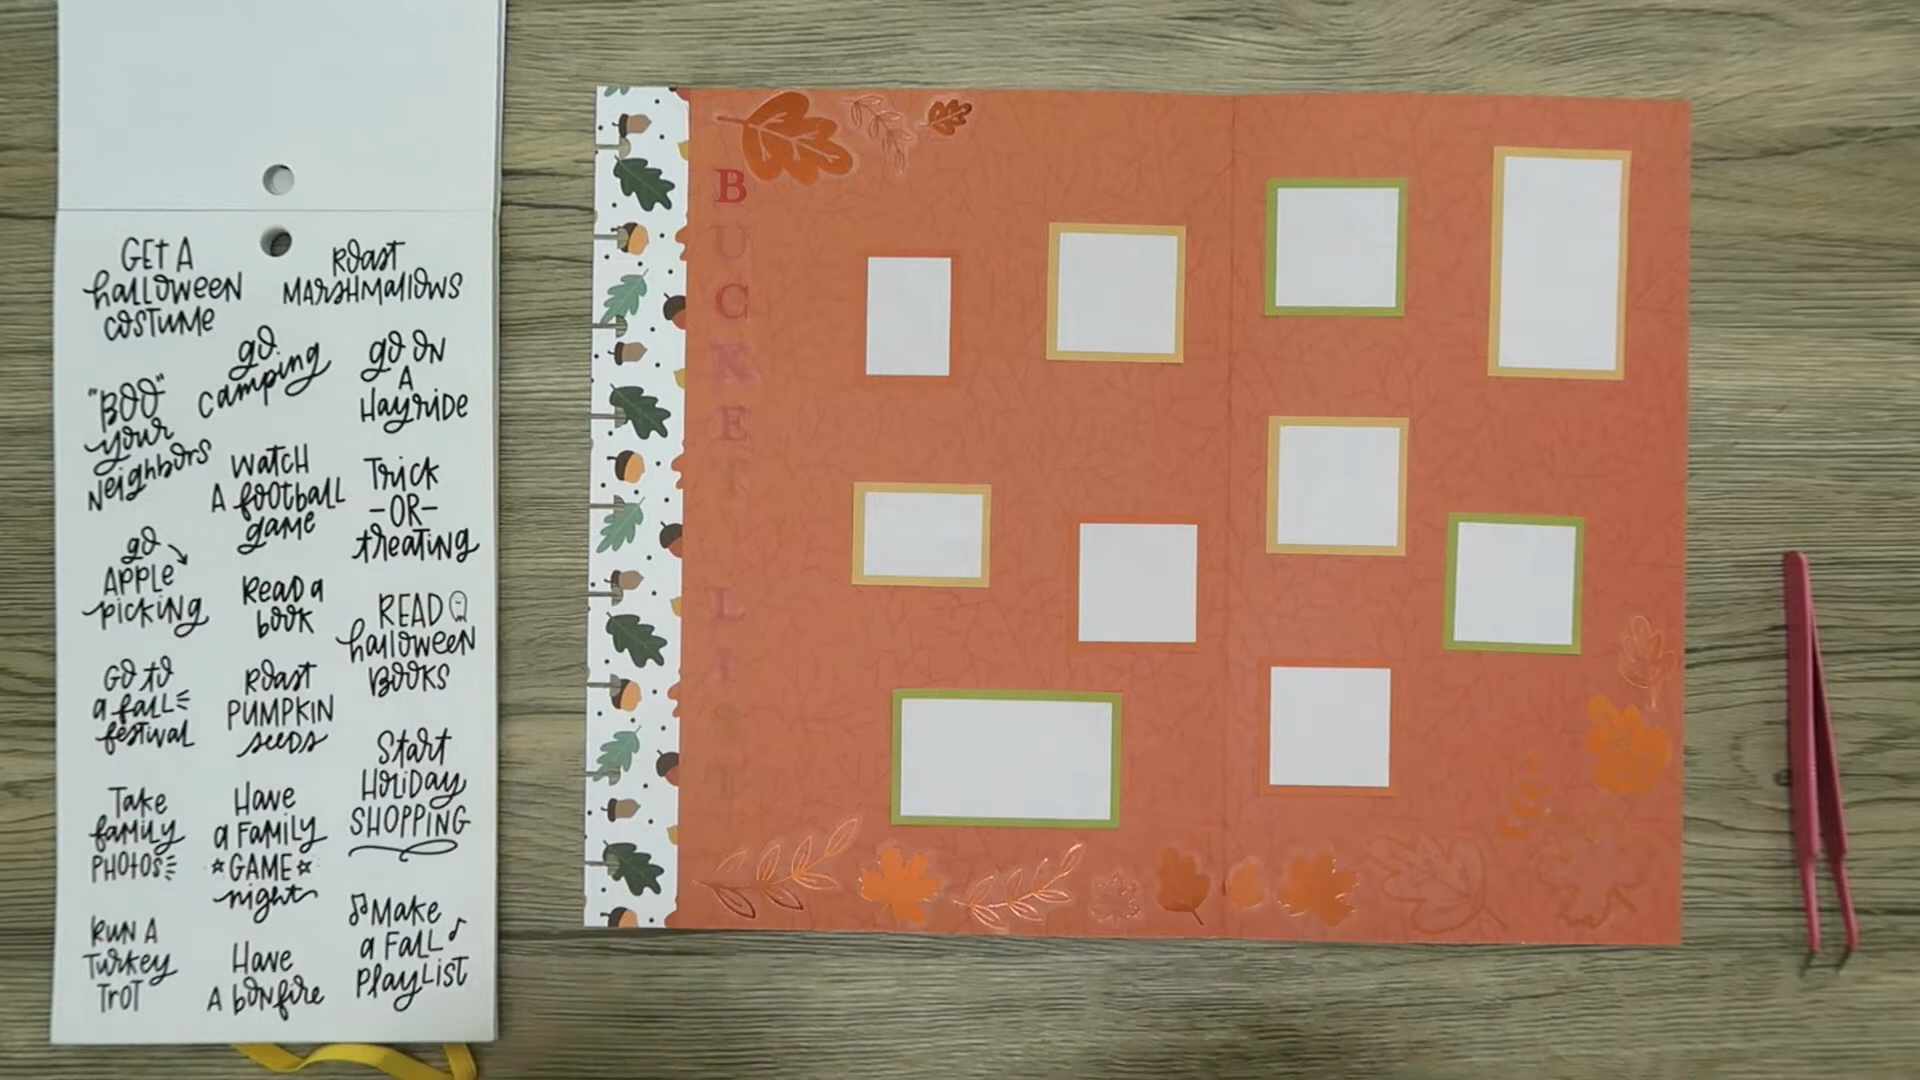 GET A
halloween
costume
Roast
MARSHMALLOWS
go
camping
go ON
A
HayriDE
"BOO"
your
Neighbors
Watch
A football
game
Trick
-OR-
treating
go
APPLE
picking
Read a
book
READ
halloween
BOOKS
Go to
a fall
festival
Roast
PUMPKIN
seeds
Start
HoliDay
SHOPPING
Take
family
PHOTOS
Have
a Family
GAME
night
RUN A
Turkey
TroT
Have
A bonfire
Make
a Fall
PlayList
BUCKET
LIST